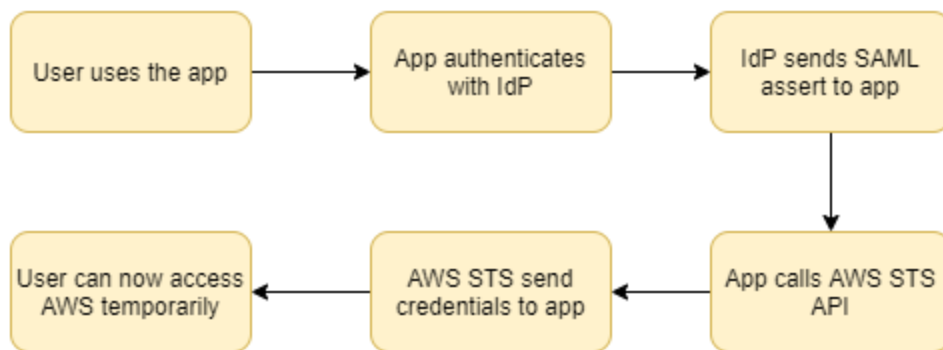 User uses the app
App authenticates
with IdP
IdP sends SAML
assert to app
App calls AWS STS
API
AWS STS send
credentials to app
User can now access
AWS temporarily